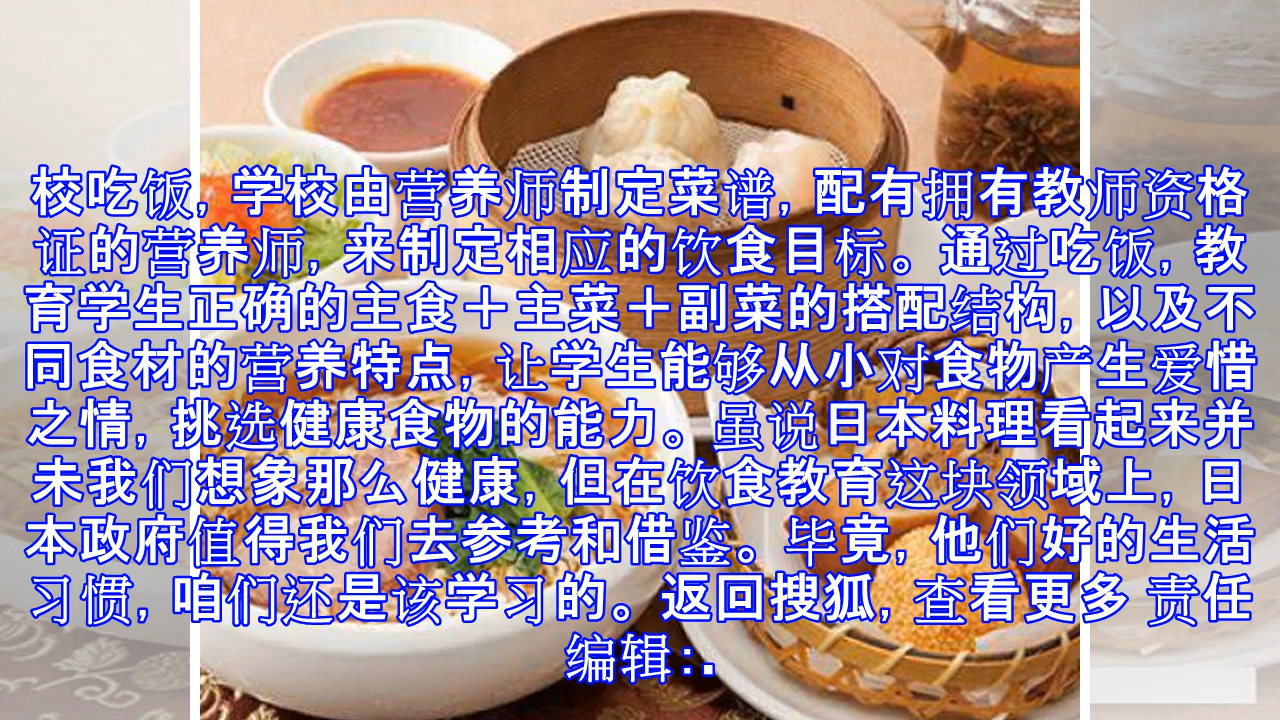 校吃饭, 学校由营养师制定菜谱, 配有拥有教师资格
证的营养师, 来制定相应的饮食目标。通过吃饭, 教
育学生正确的主食＋主菜＋副菜的搭配结构, 以及不
同食材的营养特点, 让学生能够从小对食物产生爱惜
之情, 挑选健康食物的能力。虽说日本料理看起来并
未我们想象那么健康, 但在饮食教育这块领域上, 日
本政府值得我们去参考和借鉴。毕竟, 他们好的生活
习惯, 咱们还是该学习的。返回搜狐, 查看更多 责任
编辑:.